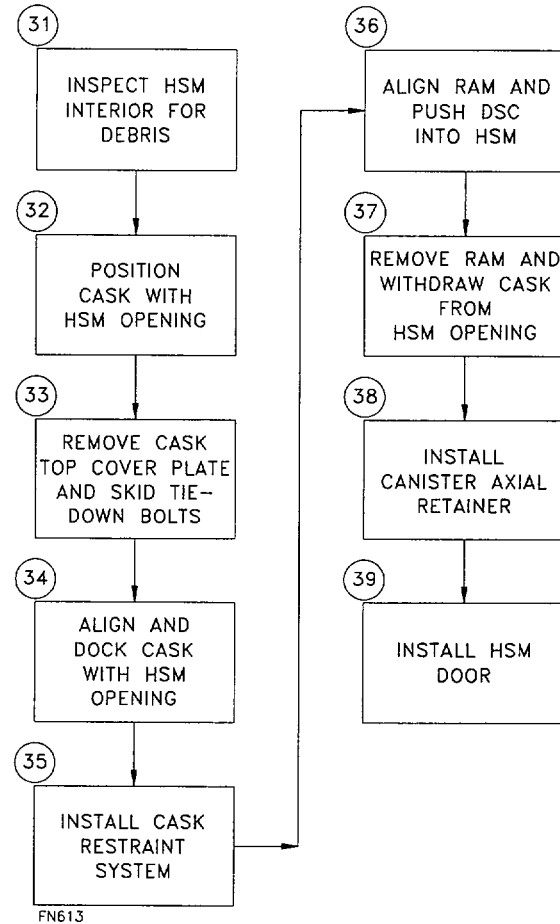 31
INSPECT HSM
INTERIOR FOR
DEBRIS
32
POSITION
CASK WITH
HSM OPENING
33
REMOVE CASK
TOP COVER PLATE
AND SKID TIE-
DOWN BOLTS
34
ALIGN AND
DOCK CASK
WITH HSM
OPENING
35
INSTALL CASK
RESTRAINT
SYSTEM
36
ALIGN RAM AND
PUSH DSC
INTO HSM
37
REMOVE RAM AND
WITHDRAW CASK
FROM
HSM OPENING
38
INSTALL
CANISTER AXIAL
RETAINER
39
INSTALL HSM
DOOR
FN613